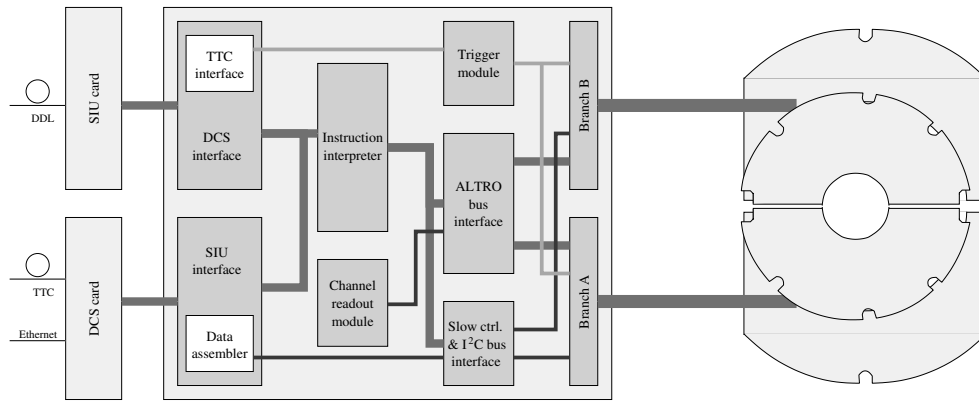 DDL
SIU card
TTC
Ethernet
DCS card
TTC
interface
DCS
interface
SIU
interface
Data
assembler
Instruction
interpreter
Channel
readout
module
Trigger
module
ALTRO
bus
interface
Slow ctrl.
& I²C bus
interface
Branch B
Branch A